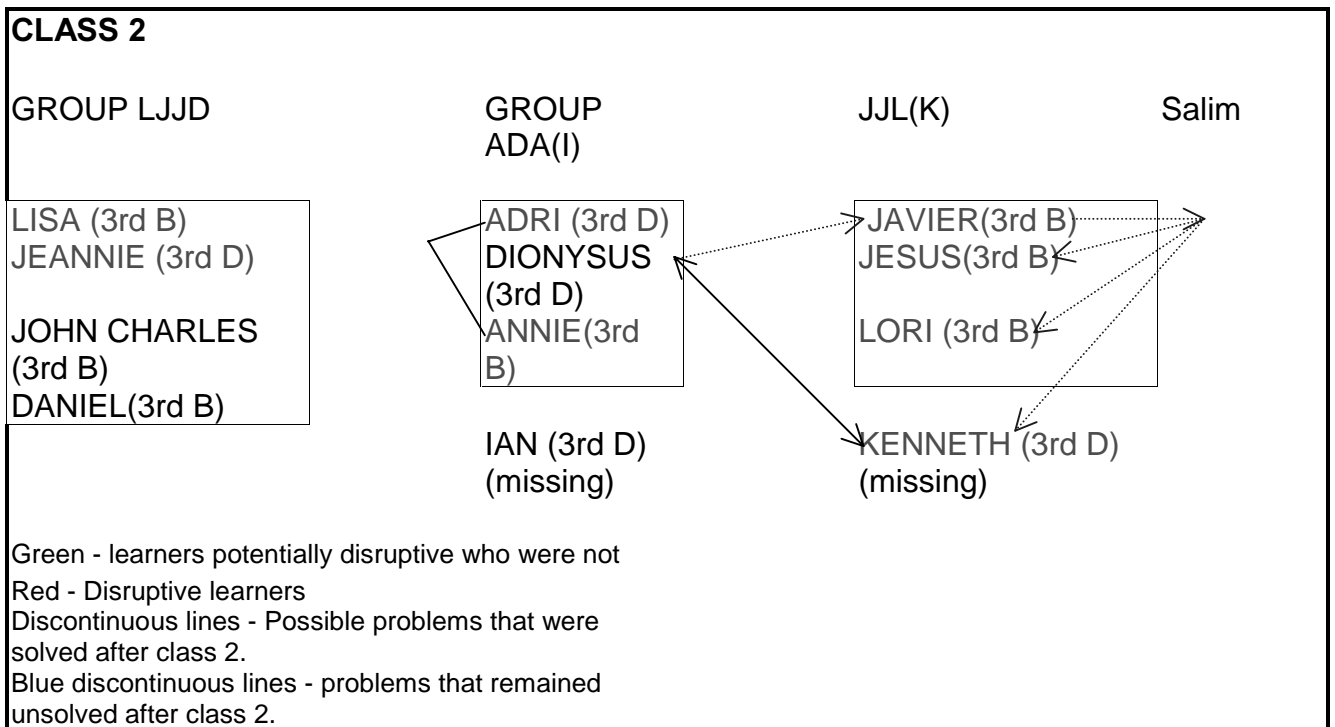 CLASS 2
GROUP LJJD
GROUP
ADA(I)
JJL(K)
Salim
LISA (3rd B)
JEANNIE (3rd D)
JOHN CHARLES
(3rd B)
DANIEL(3rd B)
ADRI (3rd D)
DIONYSUS
(3rd D)
ANNIE(3rd
B)
IAN (3rd D)
(missing)
JAVIER(3rd B)
JESUS(3rd B)
LORI (3rd B)
KENNETH (3rd D)
(missing)
Green - learners potentially disruptive who were not
Red - Disruptive learners
Discontinuous lines - Possible problems that were
solved after class 2.
Blue discontinuous lines - problems that remained
unsolved after class 2.